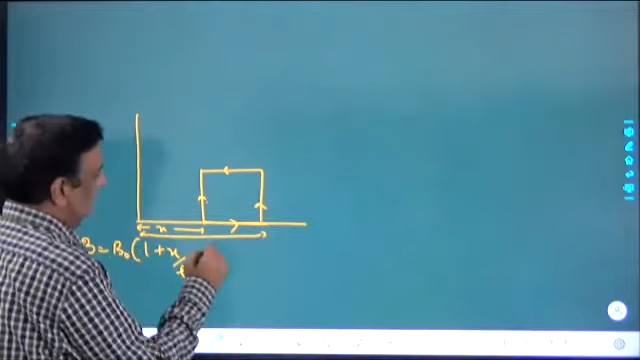 x
B = B₀ (1 + x/